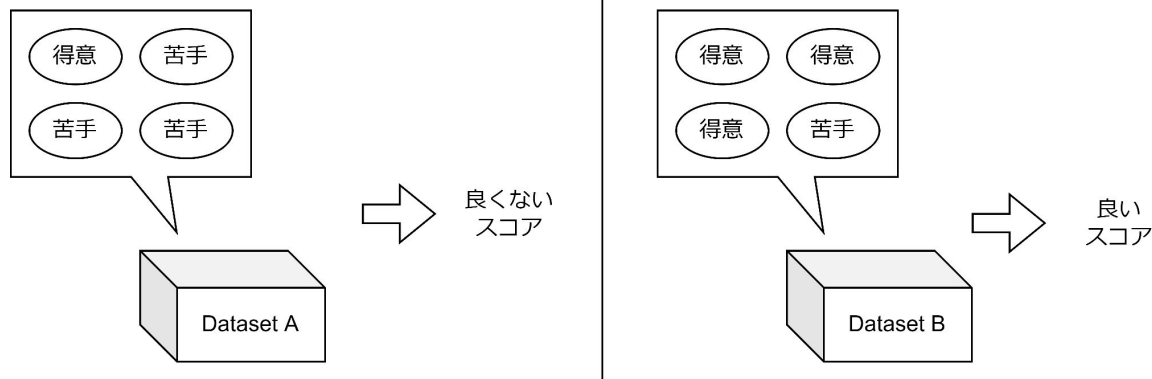 得意 苦手
苦手 苦手
良くない
スコア
Dataset A
得意 得意
得意 苦手
良い
スコア
Dataset B